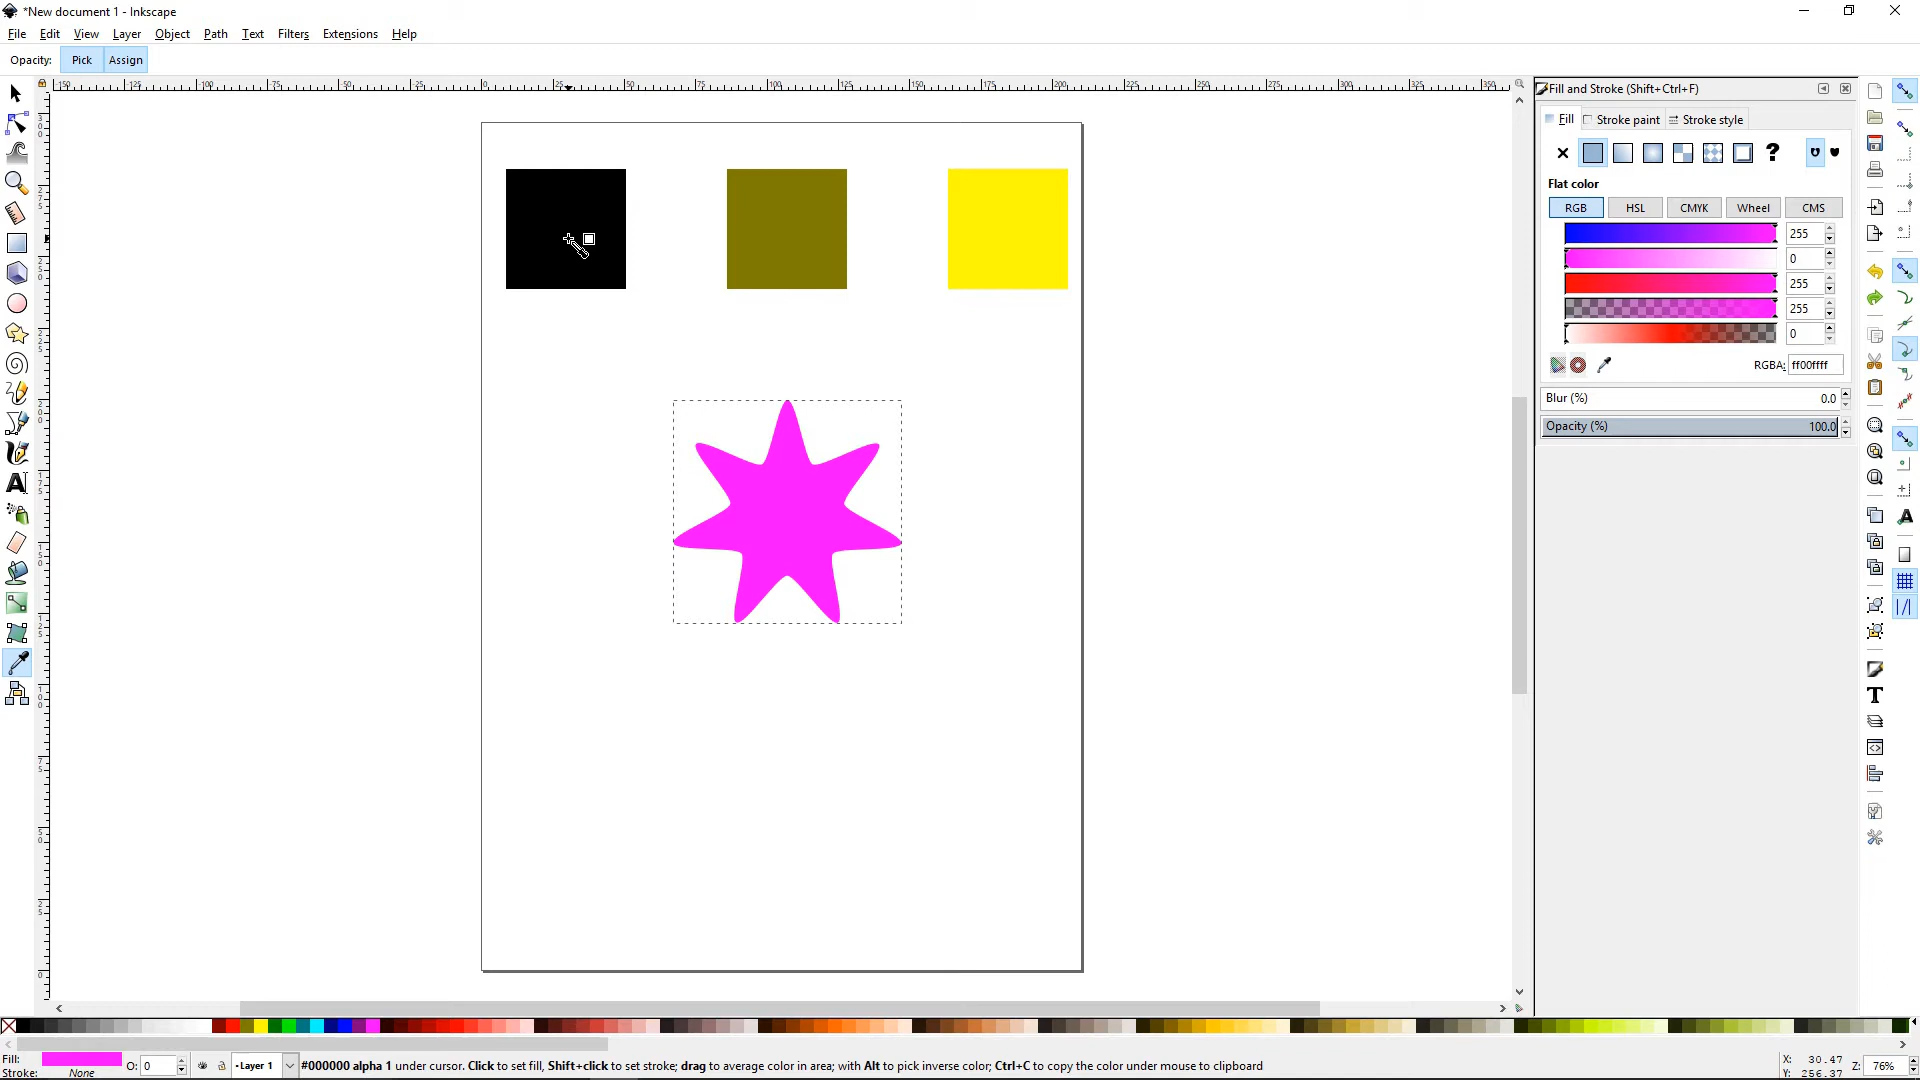 *New document 1 - Inkscape
File Edit View Layer Object Path Text Filters Extensions Help
Opacity: Pick Assign
Fill and Stroke (Shift+Ctrl+F)
Fill Stroke paint Stroke style
Flat color
RGB HSL CMYK Wheel CMS
255
0
255
255
0
RGBA: ff00ffff
Blur (%) 0.0
Opacity (%) 100.0
Fill:
Stroke: None
O: 0
•Layer 1
#000000 alpha 1 under cursor. Click to set fill, Shift+click to set stroke; drag to average color in area; with Alt to pick inverse color; Ctrl+C to copy the color under mouse to clipboard
X: 30.47
Y: 256.37
Z: 76%